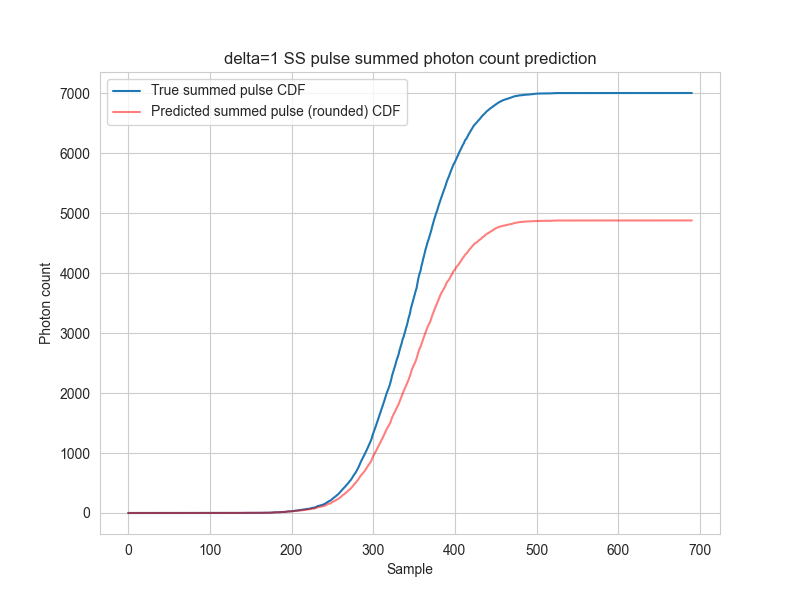 delta=1 SS pulse summed photon count prediction
True summed pulse CDF
Predicted summed pulse (rounded) CDF
Photon count
7000
6000
5000
4000
3000
2000
1000
0
0 100 200 300 400 500 600 700
Sample